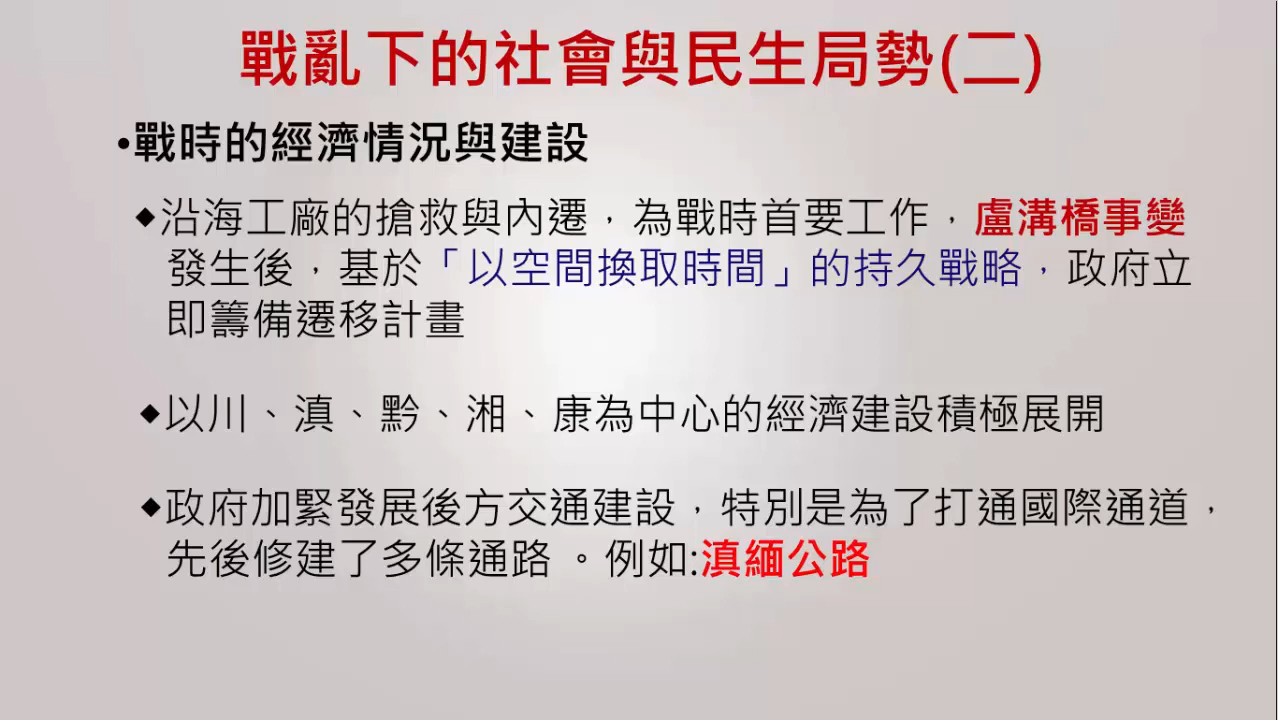 戰亂下的社會與民生局勢(二)
•戰時的經濟情況與建設
◆沿海工廠的搶救與內遷，為戰時首要工作，盧溝橋事變
發生後，基於「以空間換取時間」的持久戰略，政府立
即籌備遷移計畫
◆以川、滇、黔、湘、康為中心的經濟建設積極展開
◆政府加緊發展後方交通建設，特別是為了打通國際通道，
先後修建了多條通路 。例如:滇緬公路